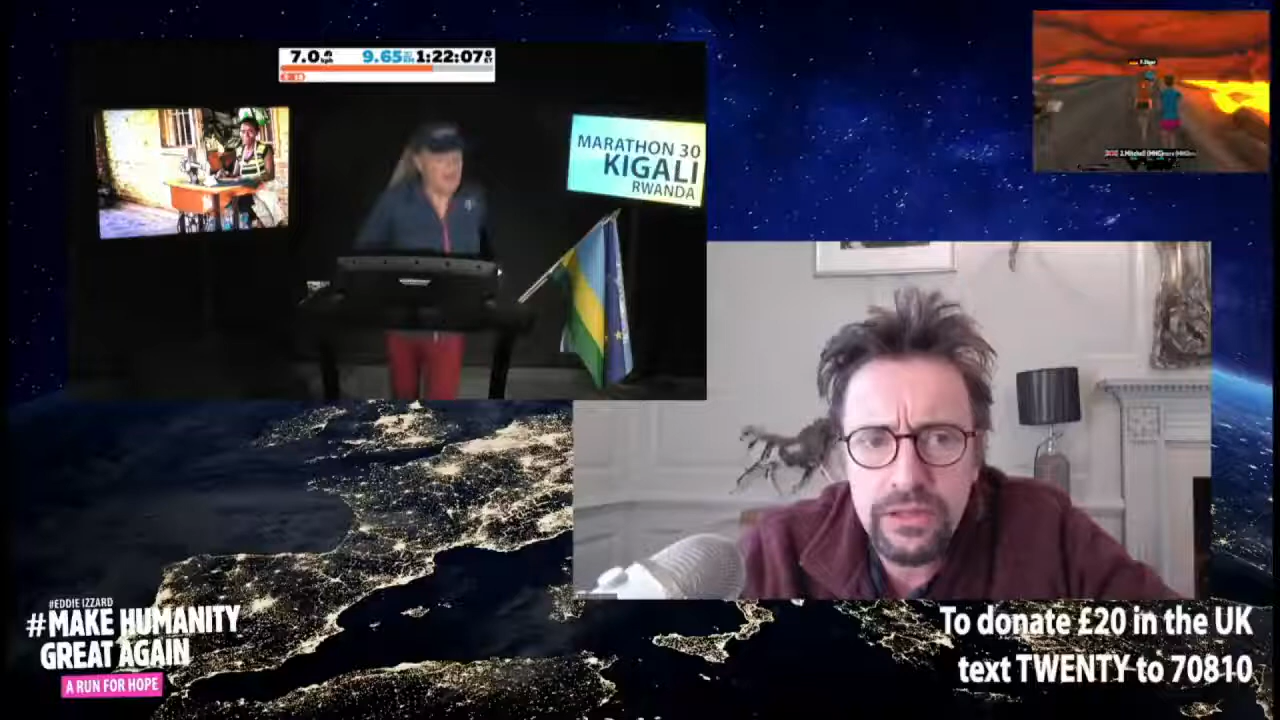 7.0 kph 9.65 1:22:07
MARATHON 30
KIGALI
RWANDA
#EDDIE IZZARD
#MAKE HUMANITY
GREAT AGAIN
A RUN FOR HOPE
To donate £20 in the UK
text TWENTY to 70810